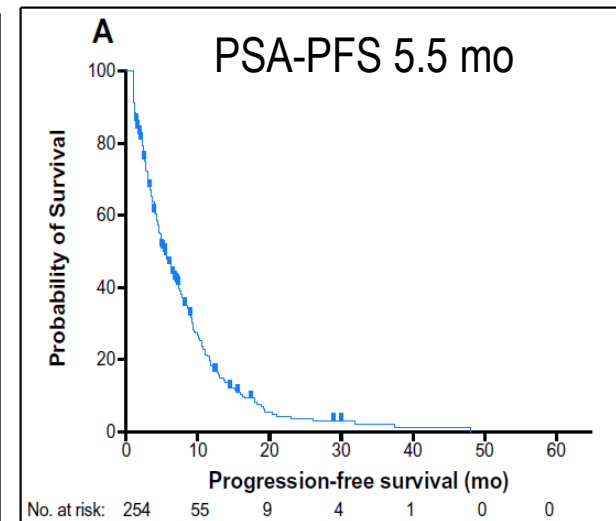 A
PSA-PFS 5.5 mo
Probability of Survival
100
80
60
40
20
0
0 10 20 30 40 50 60
Progression-free survival (mo)
No. at risk: 254 55 9 4 1 0 0